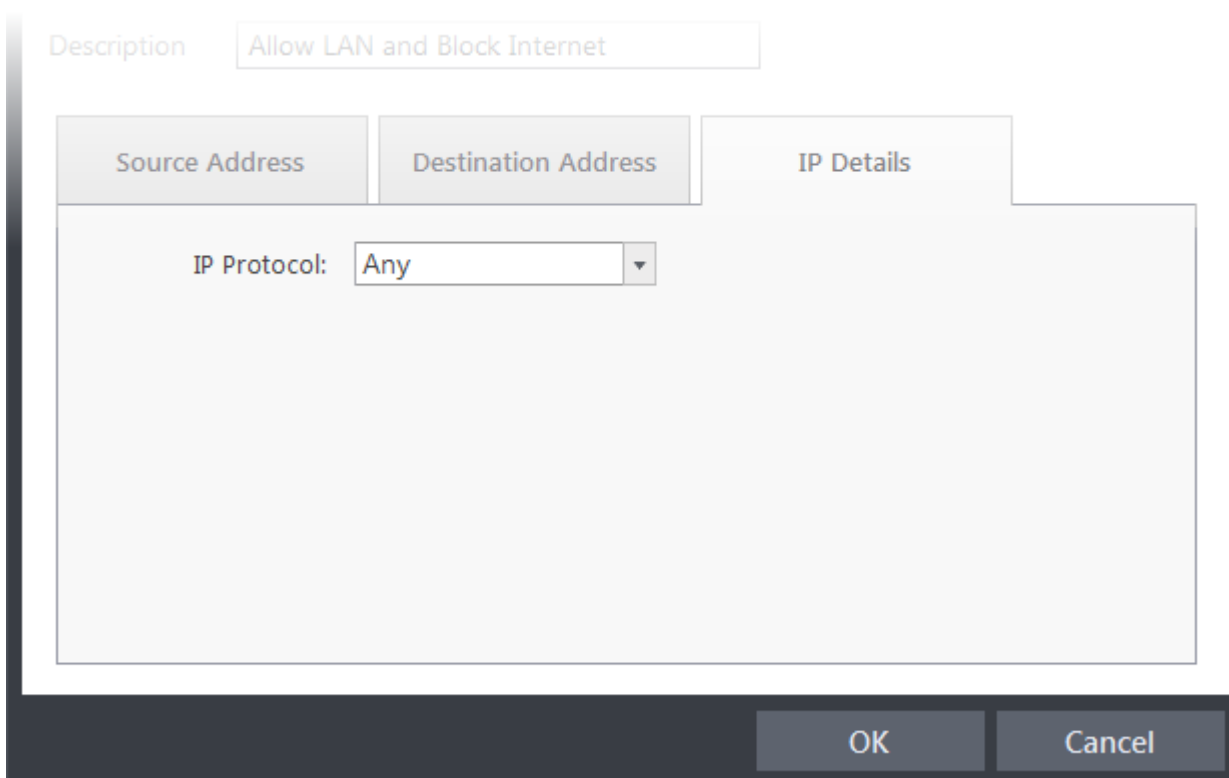 Description Allow LAN and Block Internet
Source Address Destination Address IP Details
IP Protocol: Any
OK Cancel